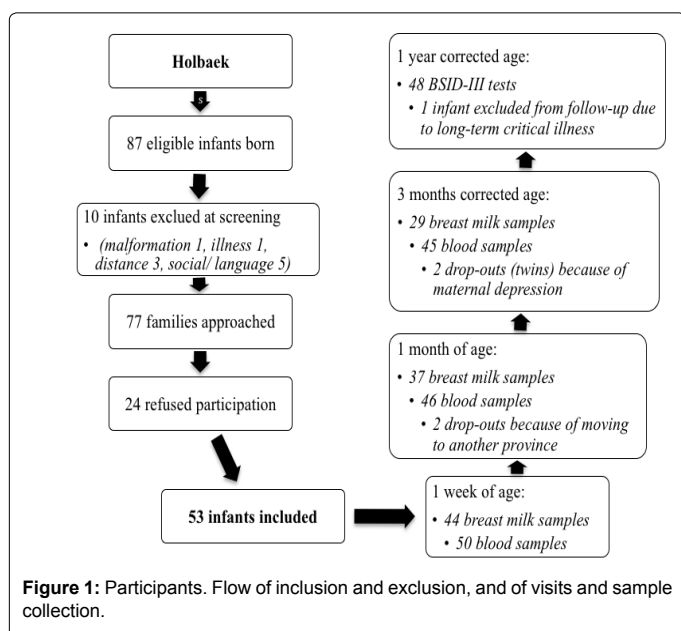 Holbaek
s
87 eligible infants born
10 infants exclued at screening
• (malformation 1, illness 1,
distance 3, social/ language 5)
77 families approached
24 refused participation
53 infants included
1 week of age:
• 44 breast milk samples
• 50 blood samples
1 month of age:
• 37 breast milk samples
• 46 blood samples
• 2 drop-outs because of moving
to another province
3 months corrected age:
• 29 breast milk samples
• 45 blood samples
• 2 drop-outs (twins) because of
maternal depression
1 year corrected age:
• 48 BSID-III tests
• 1 infant excluded from follow-up due
to long-term critical illness
Figure 1: Participants. Flow of inclusion and exclusion, and of visits and sample
collection.